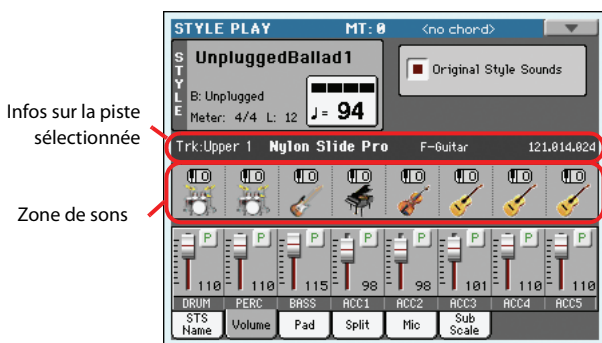 STYLE PLAY MT: 0 <no chord>
STYLE
UnpluggedBallad1
B: Unplugged
Meter: 4/4 L: 12
♩= 94
Original Style Sounds
Infos sur la piste
sélectionnée
Trk:Upper 1 Nylon Slide Pro F-Guitar 121.014.024
Zone de sons
P P P P P P P P
110 110 115 98 98 101 110 110
DRUM PERC BASS ACC1 ACC2 ACC3 ACC4 ACC5
STS Name Volume Pad Split Mic Sub Scale